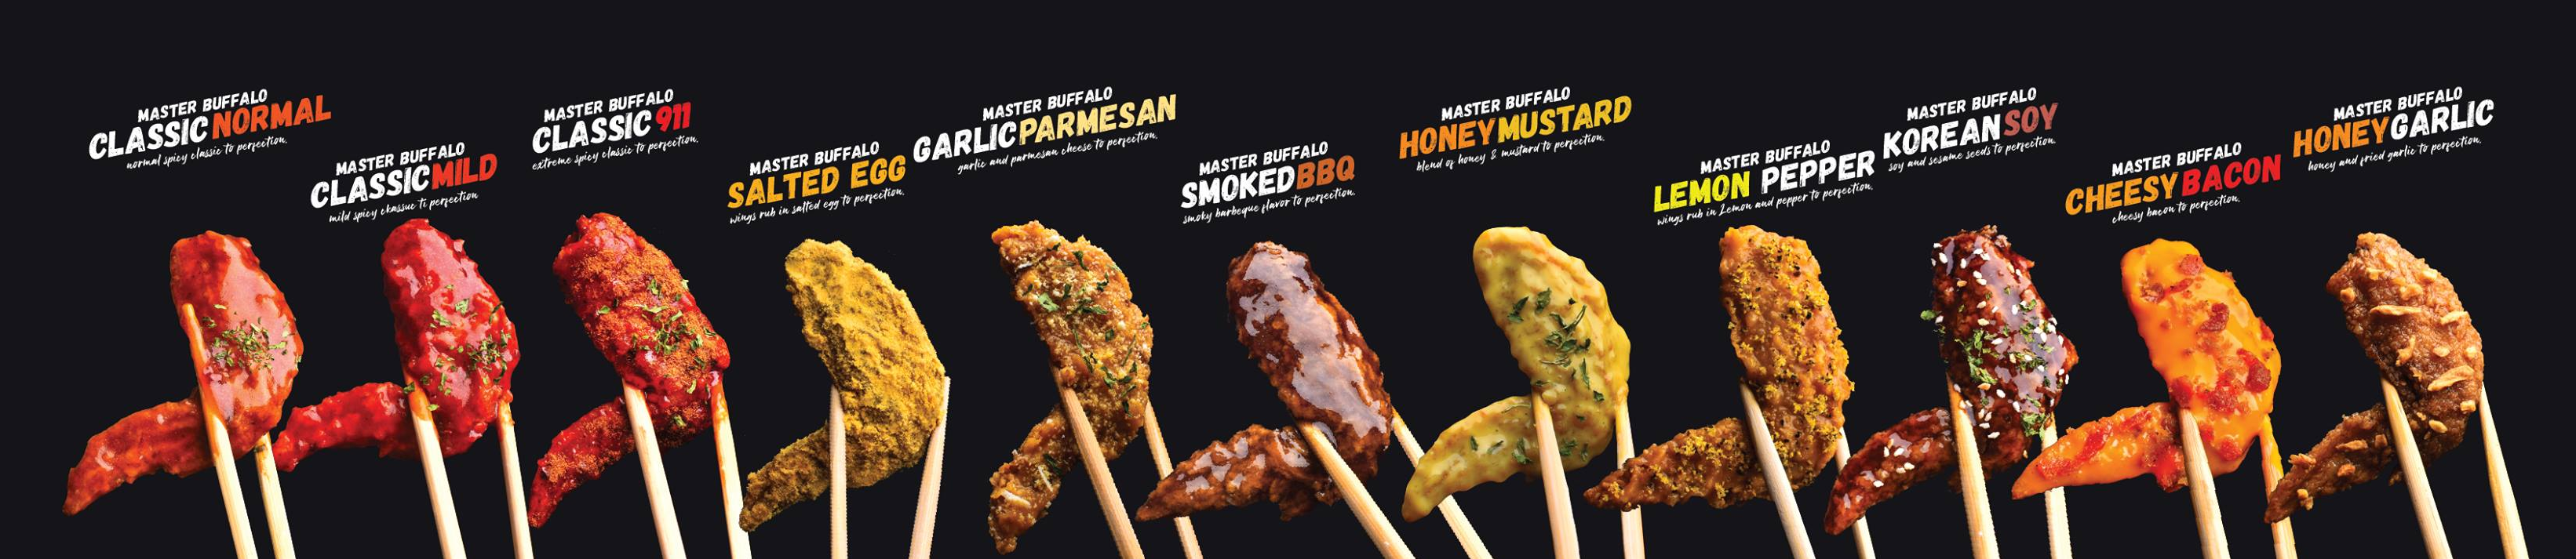 MASTER BUFFALO
CLASSIC NORMAL
normal spicy classic to perfection.
MASTER BUFFALO
CLASSIC MILD
mild spicy ckassuc tc perfection
MASTER BUFFALO
CLASSIC 911
extreme spicy classic to perfection.
MASTER BUFFALO
SALTED EGG
wings rub in salted egg to perfection.
MASTER BUFFALO
GARLIC PARMESAN
garlic and parmesan cheese to perfection.
MASTER BUFFALO
SMOKED BBQ
smoky barbeque flavor to perfection.
MASTER BUFFALO
HONEY MUSTARD
blend of honey & mustard to perfection.
MASTER BUFFALO
LEMON PEPPER
wings rub in Lemon and pepper to perfection.
MASTER BUFFALO
KOREAN SOY
soy and sesame seeds to perfection.
MASTER BUFFALO
CHEESY BACON
cheesy bacon to perfection.
MASTER BUFFALO
HONEY GARLIC
honey and fried garlic to perfection.